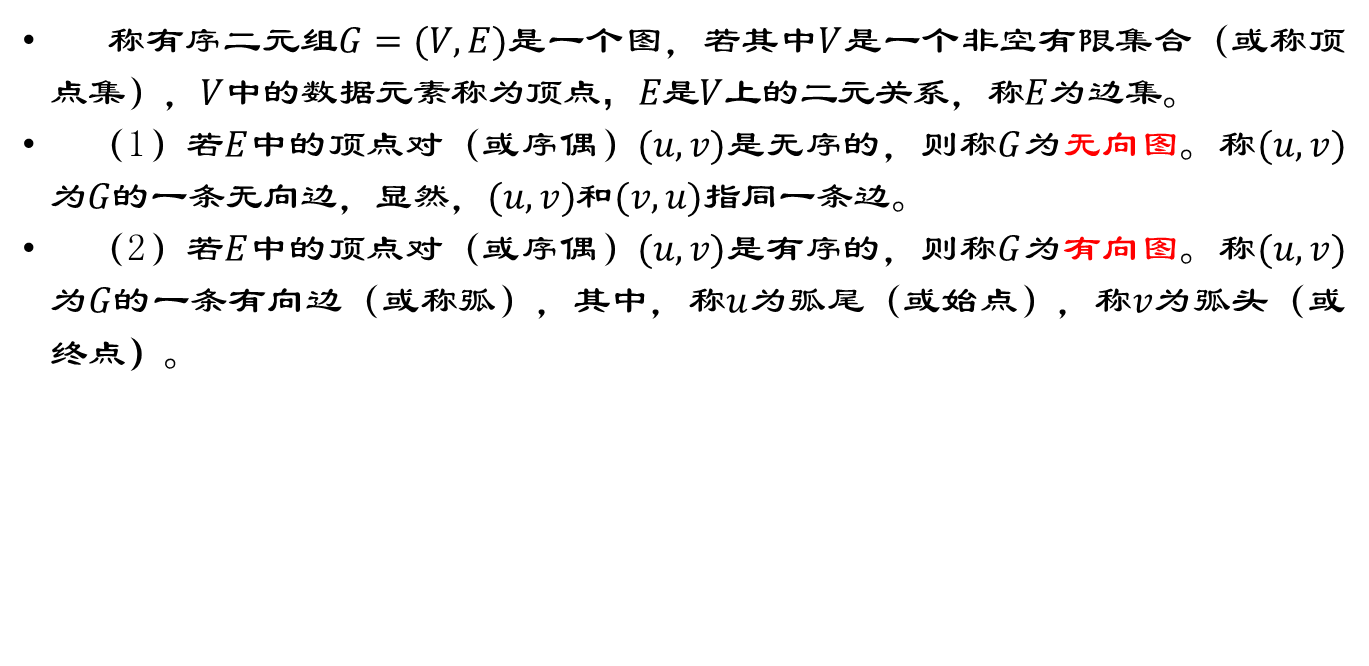 • 称有序二元组G = (V, E)是一个图，若其中V是一个非空有限集合（或称顶
点集），V中的数据元素称为顶点，E是V上的二元关系，称E为边集。
• （1）若E中的顶点对（或序偶）(u, v)是无序的，则称G为无向图。称(u, v)
为G的一条无向边，显然，(u, v)和(v, u)指同一条边。
• （2）若E中的顶点对（或序偶）(u, v)是有序的，则称G为有向图。称(u, v)
为G的一条有向边（或称弧），其中，称u为弧尾（或始点），称v为弧头（或
终点）。